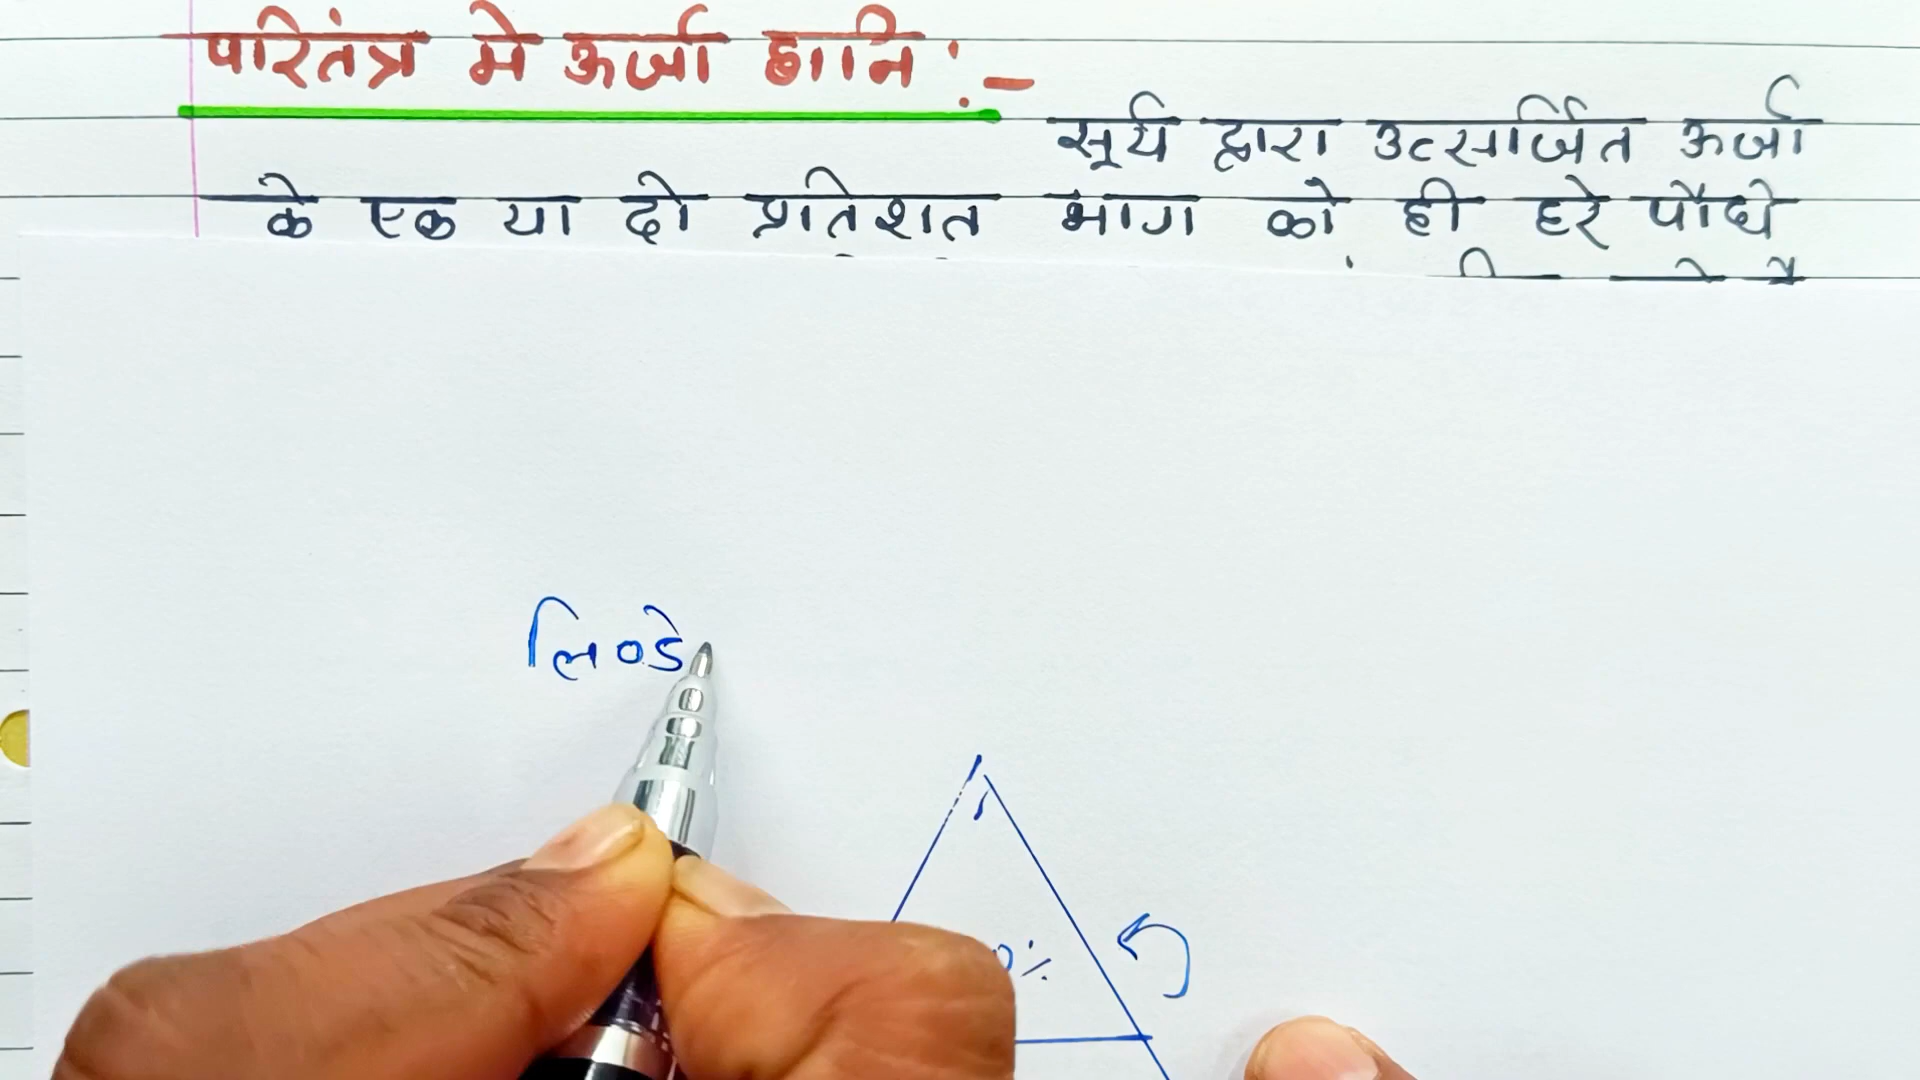 परितंत्र मे ऊर्जा हानि :-
सूर्य द्वारा उत्सर्जित ऊर्जा
के एक या दो प्रतिशत भाग को ही हरे पौधे
लिण्डे